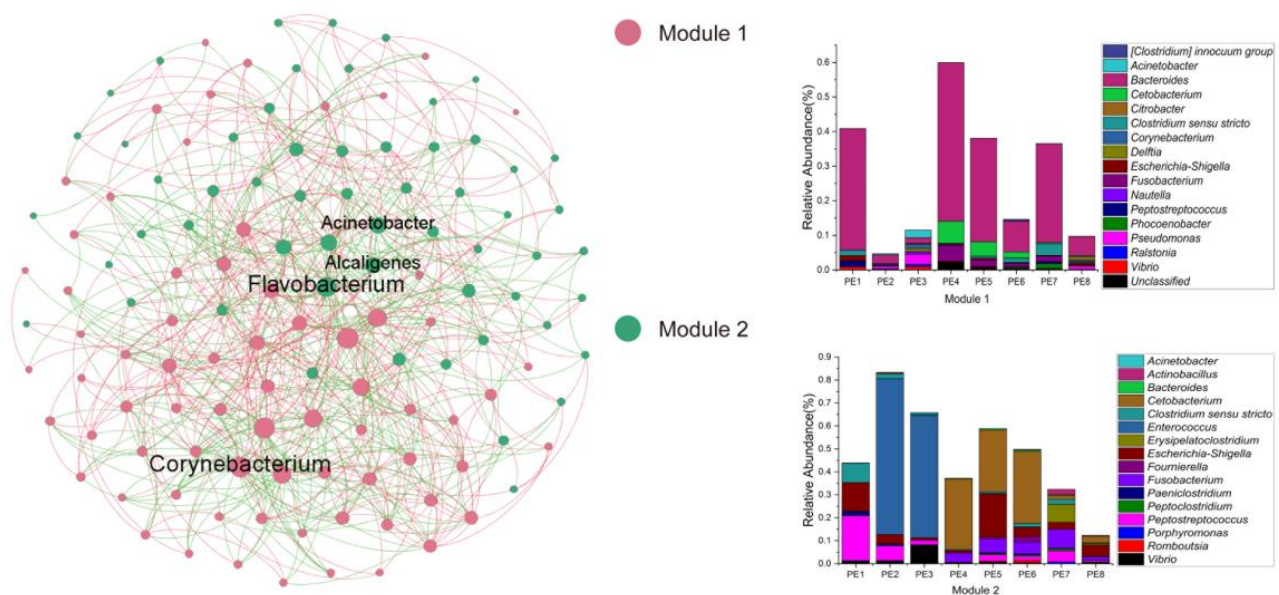 Module 1
Module 2
Acinetobacter
Alcaligenes
Flavobacterium
Corynebacterium
Relative Abundance(%)
0.6
0.5
0.4
0.3
0.2
0.1
0.0
PE1 PE2 PE3 PE4 PE5 PE6 PE7 PE8
Module 1
[Clostridium] innocuum group
Acinetobacter
Bacteroides
Cetobacterium
Citrobacter
Clostridium sensu stricto
Corynebacterium
Delftia
Escherichia-Shigella
Fusobacterium
Nautella
Peptostreptococcus
Phocoenobacter
Pseudomonas
Ralstonia
Vibrio
Unclassified
Relative Abundance(%)
0.9
0.8
0.7
0.6
0.5
0.4
0.3
0.2
0.1
0.0
PE1 PE2 PE3 PE4 PE5 PE6 PE7 PE8
Module 2
Acinetobacter
Actinobacillus
Bacteroides
Cetobacterium
Clostridium sensu stricto
Enterococcus
Erysipelatoclostridium
Escherichia-Shigella
Fournierella
Fusobacterium
Paeniclostridium
Peptoclostridium
Peptostreptococcus
Porphyromonas
Romboutsia
Vibrio